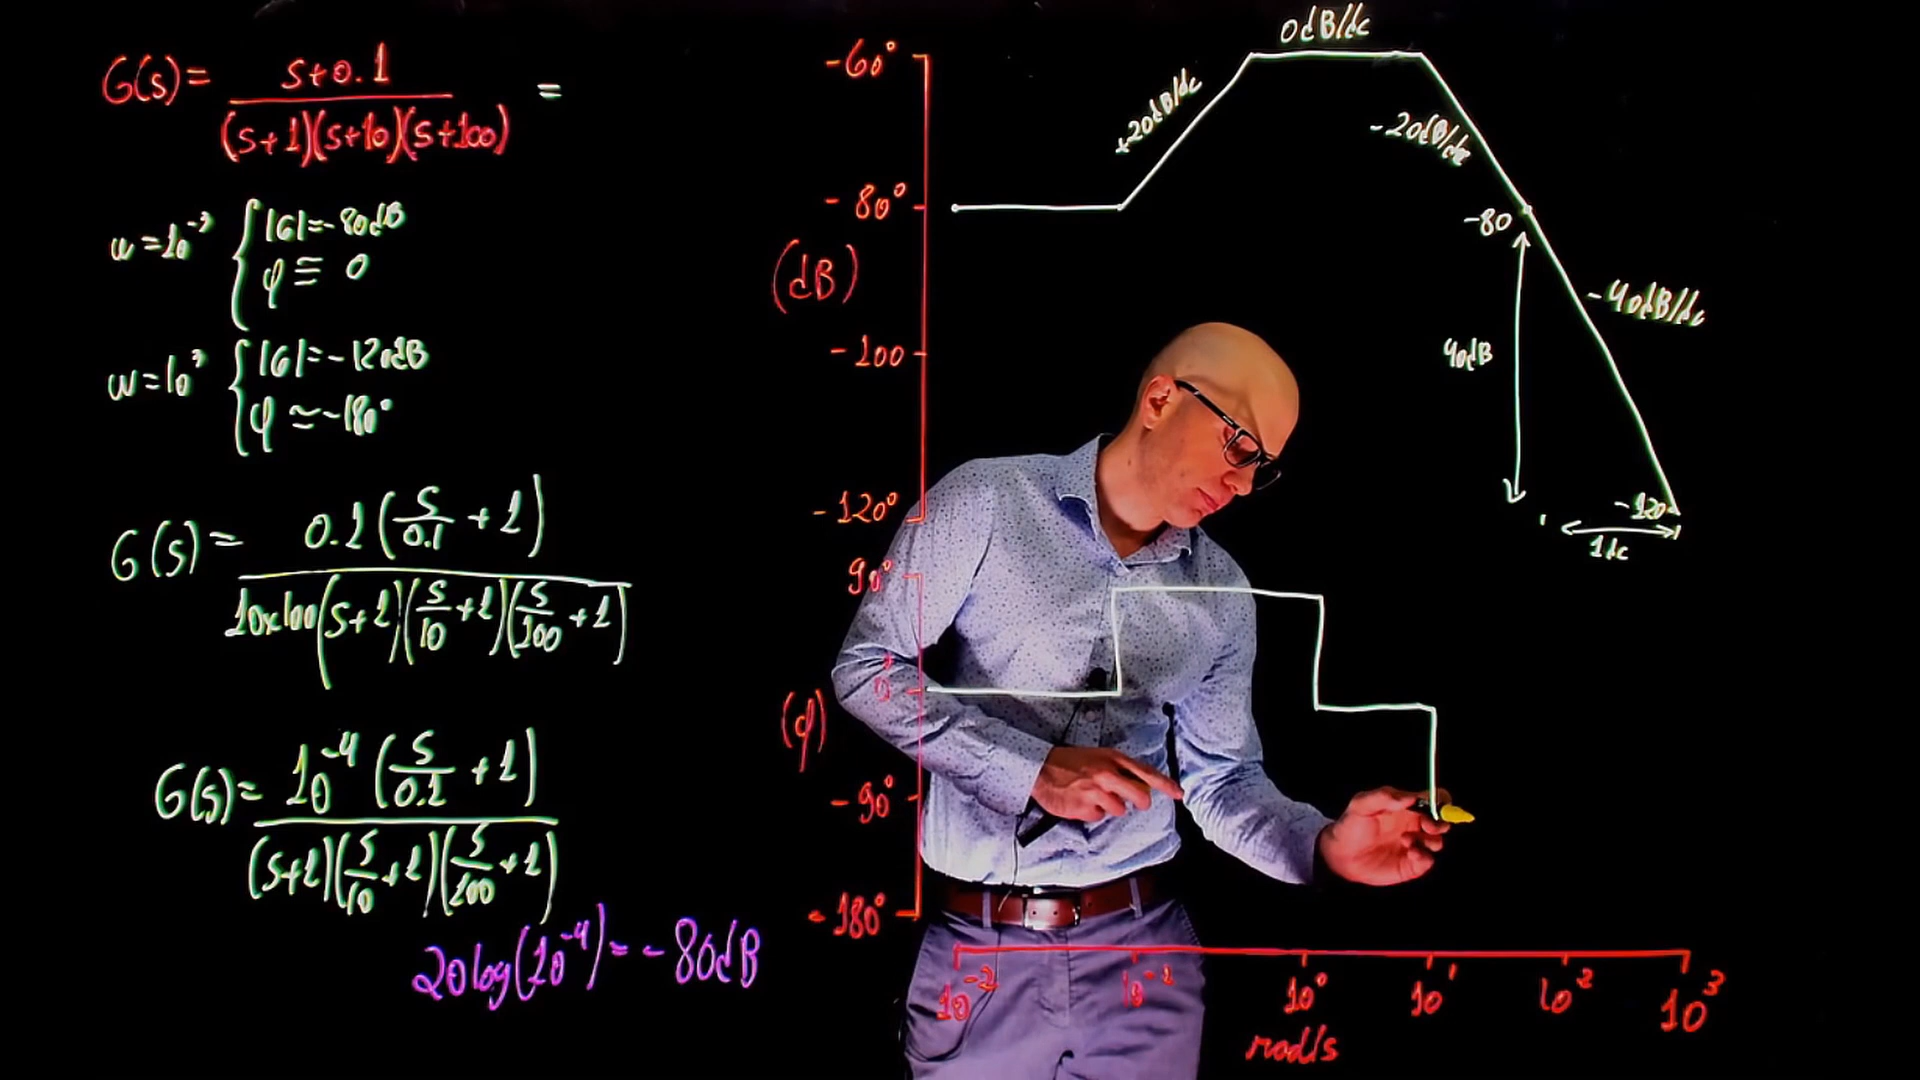 G(s) = s+0.1 / (s+1)(s+10)(s+100) =
ω=10⁻³ { |G|=-80dB
φ ≅ 0
ω=10³ { |G|=-120dB
φ ≃ -180°
G(s) = 0.1 (s/0.1 + 1) / 10x100(s+1)(s/10 +1)(s/100 +1)
G(s) = 10⁻⁴ (s/0.1 + 1) / (s+1)(s/10 +1)(s/100 +1)
20log(10⁻⁴) = -80dB
0dB/dc
-60°
+20dB/dc
-20dB/dc
-80°
-80
(dB)
-40dB/dc
-100
40dB
-120°
-120
1dc
90°
0
(φ)
-90°
-180°
10⁻² 10⁻¹ 10⁰ 10¹ 10² 10³
rad/s